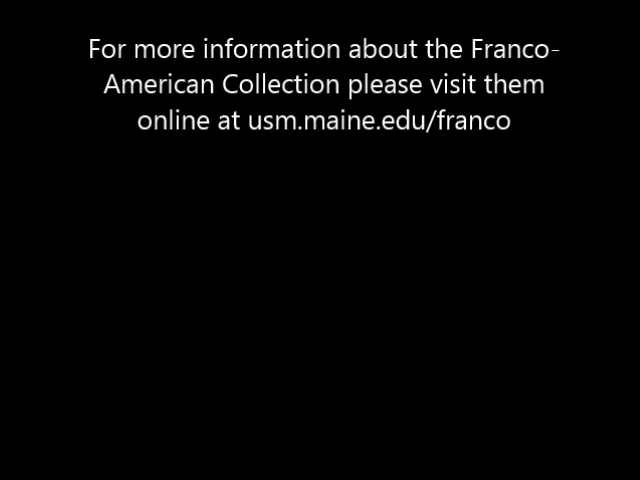 For more information about the Franco-
American Collection please visit them
online at usm.maine.edu/franco